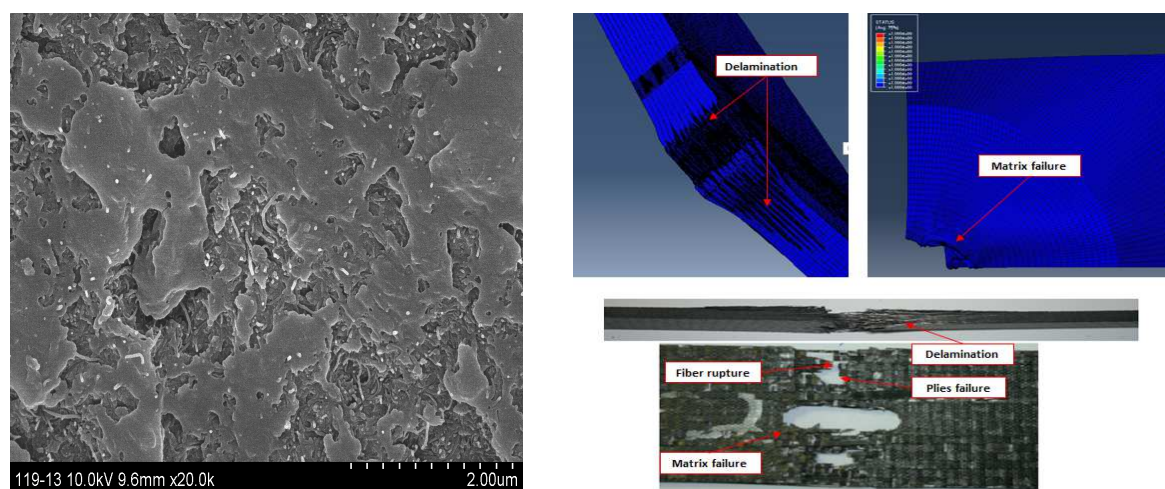 119-13 10.0kV 9.6mm x20.0k 2.00um
Delamination
Matrix failure
Delamination
Fiber rupture
Plies failure
Matrix failure